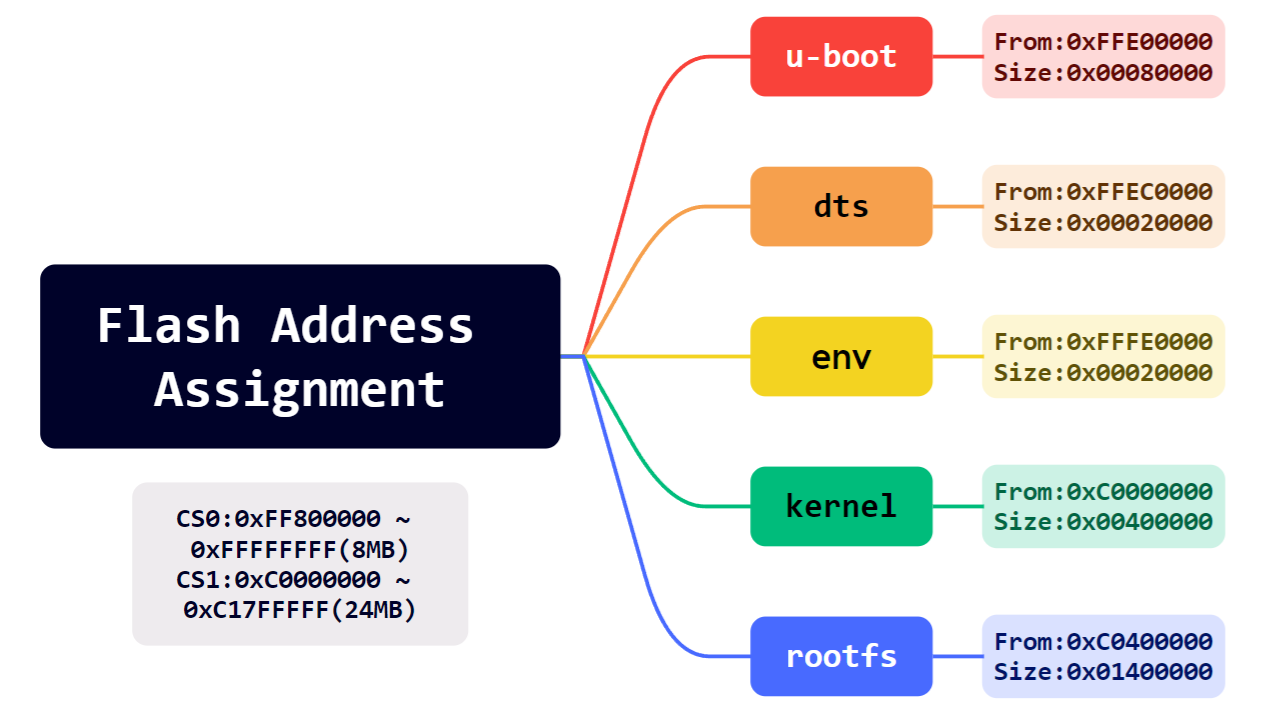 Flash Address
Assignment
CS0:0xFF800000 ~
0xFFFFFFFF(8MB)
CS1:0xC0000000 ~
0xC17FFFFF(24MB)
u-boot
From:0xFFE00000
Size:0x00080000
dts
From:0xFFEC0000
Size:0x00020000
env
From:0xFFFE0000
Size:0x00020000
kernel
From:0xC0000000
Size:0x00400000
rootfs
From:0xC0400000
Size:0x01400000